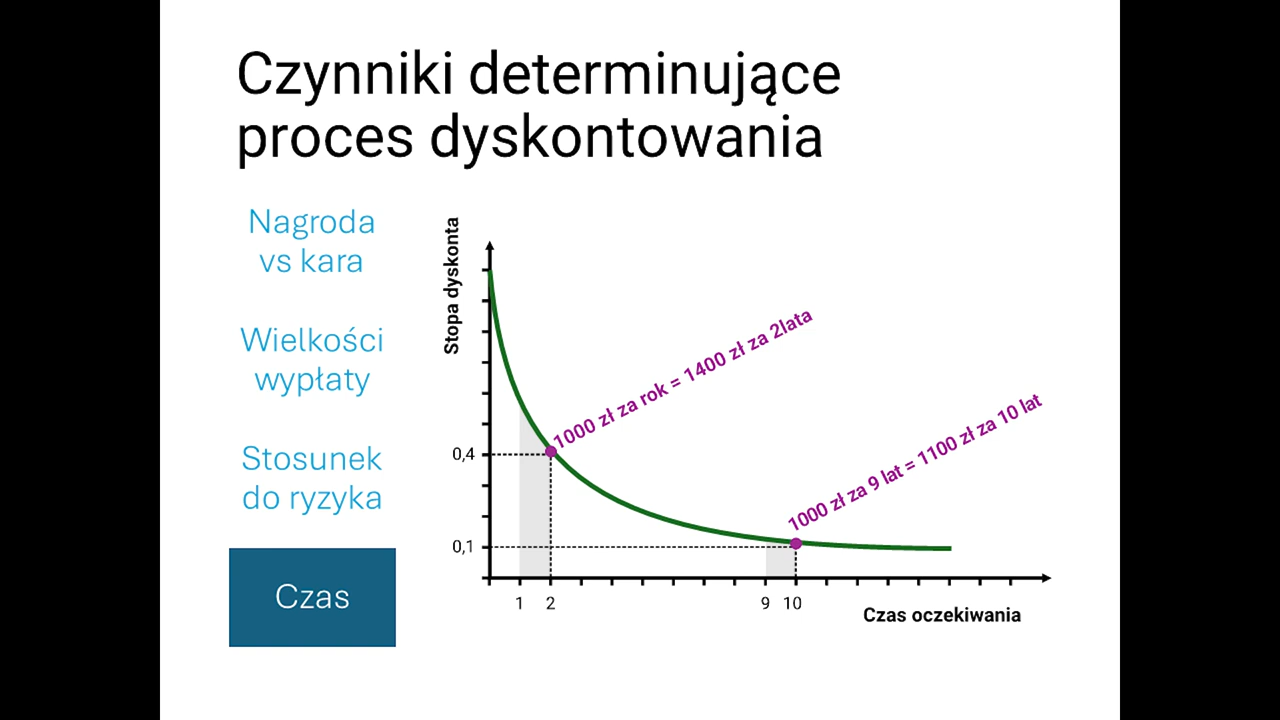 Czynniki determinujące
proces dyskontowania
Nagroda
vs kara
Wielkości
wypłaty
Stosunek
do ryzyka
Czas
Stopa dyskonta
1000 zł za rok = 1400 zł za 2lata
1000 zł za 9 lat = 1100 zł za 10 lat
0,4
0,1
1
2
9
10
Czas oczekiwania